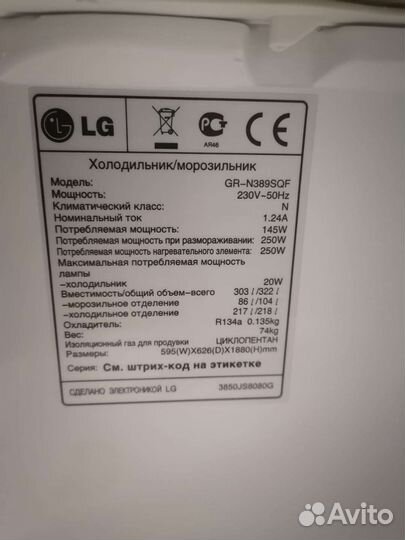 LG
AR46
Холодильник/морозильник
Модель: GR-N389SQF
Мощность: 230V~50Hz
Климатический класс: N
Номинальный ток 1.24A
Потребляемая мощность: 145W
Потребляемая мощность при размораживании: 250W
Потребляемая мощность нагревательного элемента: 250W
Максимальная потребляемая мощность
лампы
-холодильник 20W
Вместимость/общий объем-всего 303 l/322 l
-морозильное отделение 86 l/104 l
-холодильное отделение 217 l/218 l
Охладитель: R134a 0.135kg
Вес: 74kg
Изоляционный газ для продувки ЦИКЛОПЕНТАН
Размеры: 595(W)X626(D)X1880(H)mm
Серия: См. штрих-код на этикетке
СДЕЛАНО ЭЛЕКТРОНИКОЙ LG 3850JS8080G
Avito